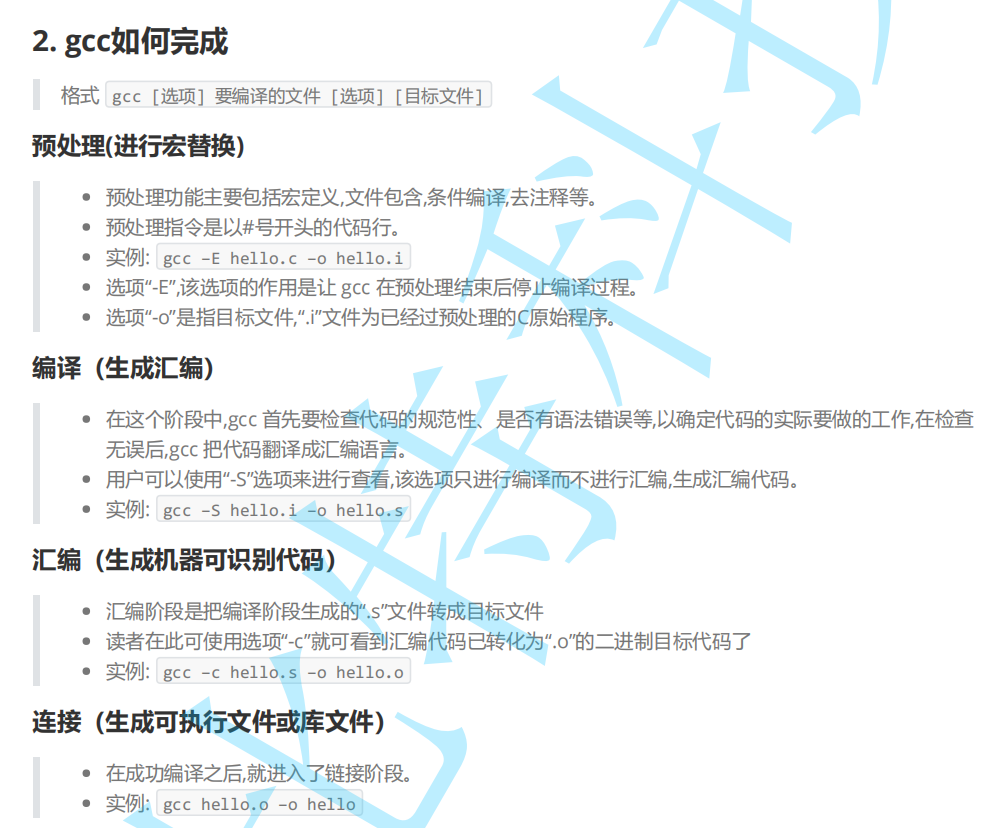 2. gcc如何完成
格式 gcc [选项] 要编译的文件 [选项] [目标文件]
预处理(进行宏替换)
预处理功能主要包括宏定义,文件包含,条件编译,去注释等。
预处理指令是以#号开头的代码行。
实例: gcc –E hello.c –o hello.i
选项“-E”,该选项的作用是让 gcc 在预处理结束后停止编译过程。
选项“-o”是指目标文件,“.i”文件为已经过预处理的C原始程序。
编译（生成汇编）
在这个阶段中,gcc 首先要检查代码的规范性、是否有语法错误等,以确定代码的实际要做的工作,在检查
无误后,gcc 把代码翻译成汇编语言。
用户可以使用“-S”选项来进行查看,该选项只进行编译而不进行汇编,生成汇编代码。
实例: gcc –S hello.i –o hello.s
汇编（生成机器可识别代码）
汇编阶段是把编译阶段生成的“.s”文件转成目标文件
读者在此可使用选项“-c”就可看到汇编代码已转化为“.o”的二进制目标代码了
实例: gcc –c hello.s –o hello.o
连接（生成可执行文件或库文件）
在成功编译之后,就进入了链接阶段。
实例: gcc hello.o –o hello